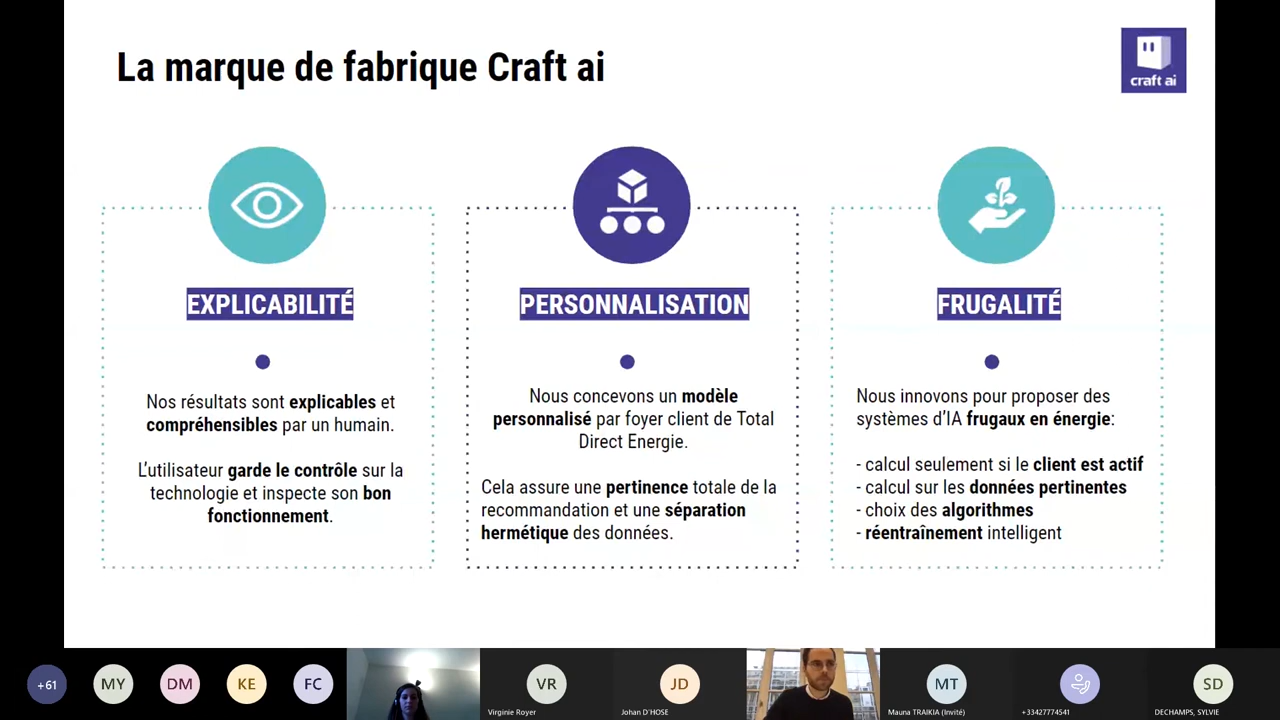 La marque de fabrique Craft ai
craft ai
EXPLICABILITÉ
Nos résultats sont explicables et
compréhensibles par un humain.
L'utilisateur garde le contrôle sur la
technologie et inspecte son bon
fonctionnement.
PERSONNALISATION
Nous concevons un modèle
personnalisé par foyer client de Total
Direct Energie.
Cela assure une pertinence totale de la
recommandation et une séparation
hermétique des données.
FRUGALITÉ
Nous innovons pour proposer des
systèmes d'IA frugaux en énergie:
- calcul seulement si le client est actif
- calcul sur les données pertinentes
- choix des algorithmes
- réentraînement intelligent
+61
MY
DM
KE
FC
VR
Virginie Royer
JD
Johan D'HOSE
MT
Mauna TRAIKIA (Invité)
+33427774541
SD
DECHAMPS, SYLVIE